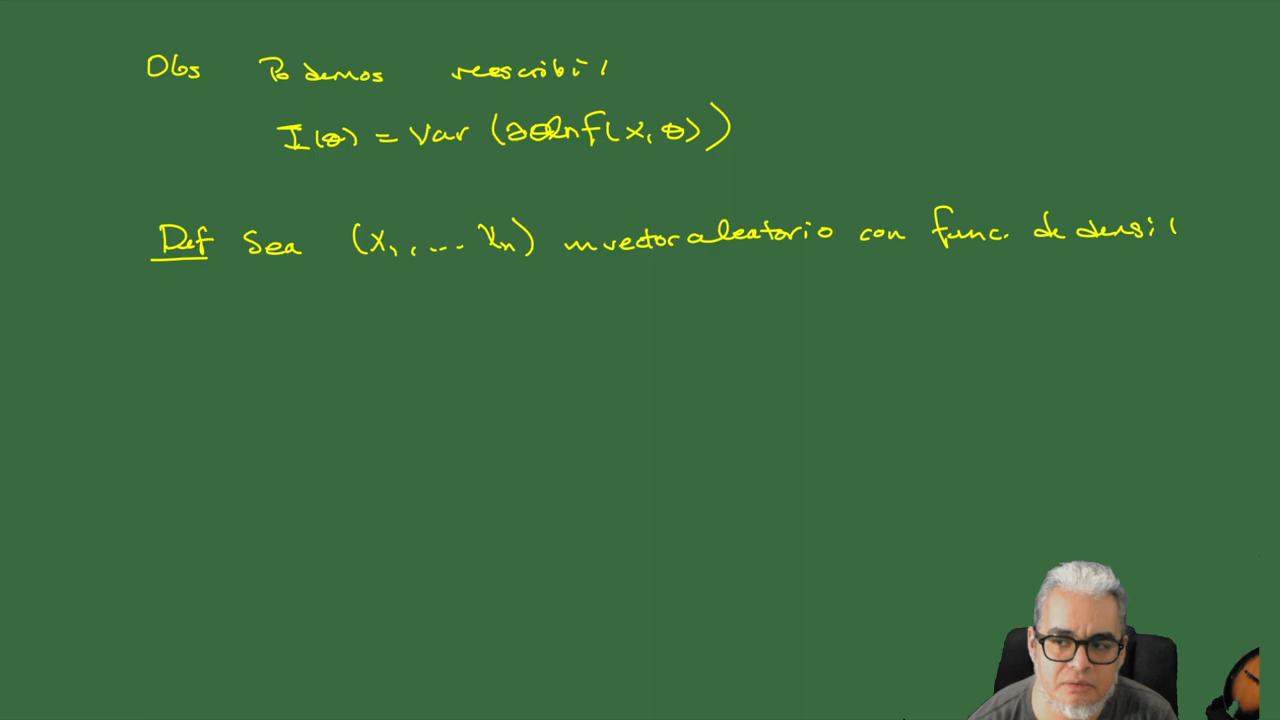 Obs Podemos reescribir
I(θ) = Var (∂θ ln f(x, θ))
Def Sea (X1, ... Xn) un vector aleatorio con func. de densi